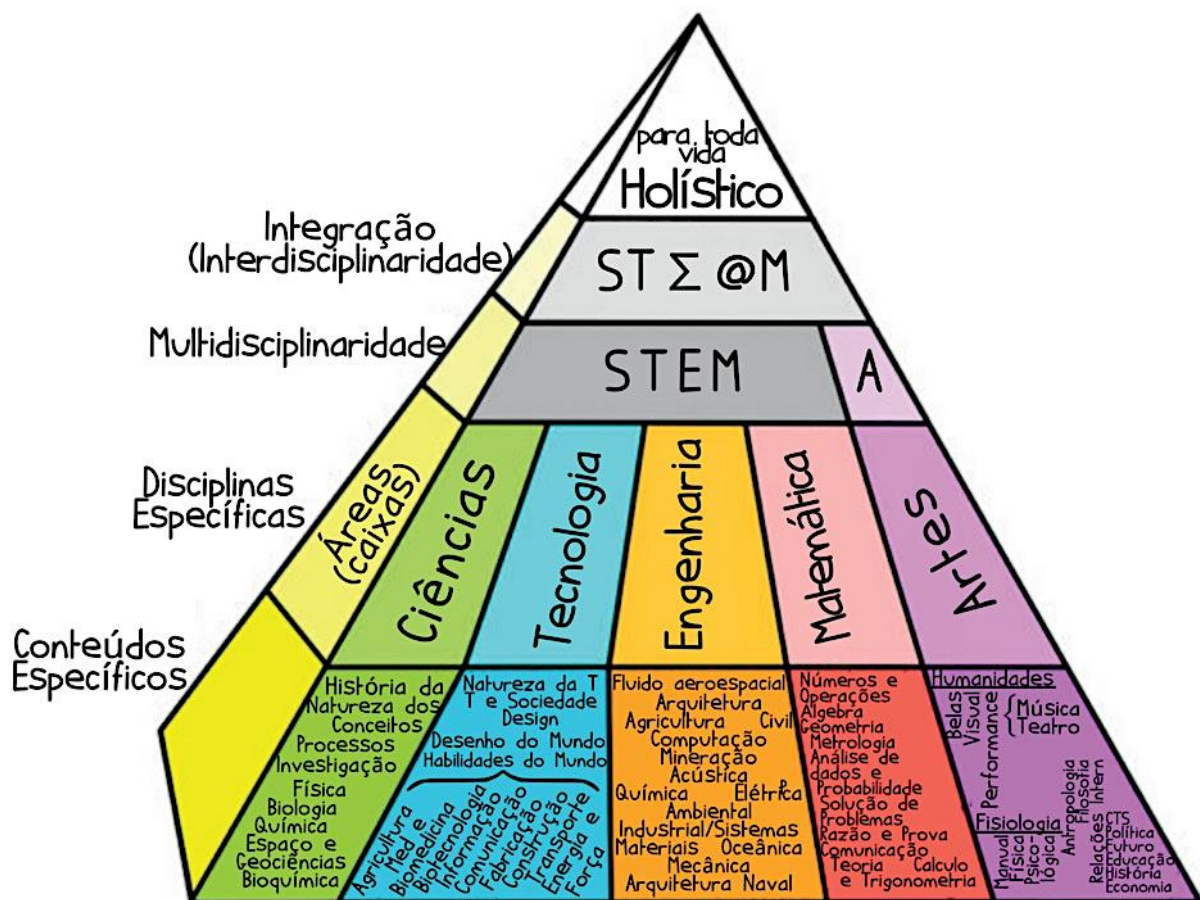 para toda
vida
Holístico
Integração
(Interdisciplinaridade)
ST Σ @M
Multidisciplinaridade
STEM
A
Disciplinas
Específicas
Áreas
(caixas)
Ciências
Tecnologia
Engenharia
Matemática
Artes
Conteúdos
Específicos
História da
Natureza dos
Conceitos
Processos
Investigação
Física
Biologia
Química
Espaço e
Geociências
Bioquímica
Natureza da T
T e Sociedade
Design
Desenho do Mundo
Habilidades do Mundo
Agricultura
Med e
Biomedicina
Biotecnologia
Informação
Comunicação
Fabricação
Construção
Transporte
Energia e
Força
Fluido aeroespacial
Arquitetura
Agricultura Civil
Computação
Mineração
Acústica
Química Elétrica
Ambiental
Industrial/Sistemas
Materiais Oceânica
Mecânica
Arquitetura Naval
Números e
Operações
Álgebra
Geometria
Metrologia
Análise de
dados e
Probabilidade
Solução de
Problemas
Razão e Prova
Comunicação
Teoria Calculo
e Trigonometria
Humanidades
Belas
Visual
Performance
Música
Teatro
Fisiologia
Manual
Física
Psico-
lógical
Antropologia
Filosofia
Relações Intern
CTS
Política
Futuro
Educação
História
Economia